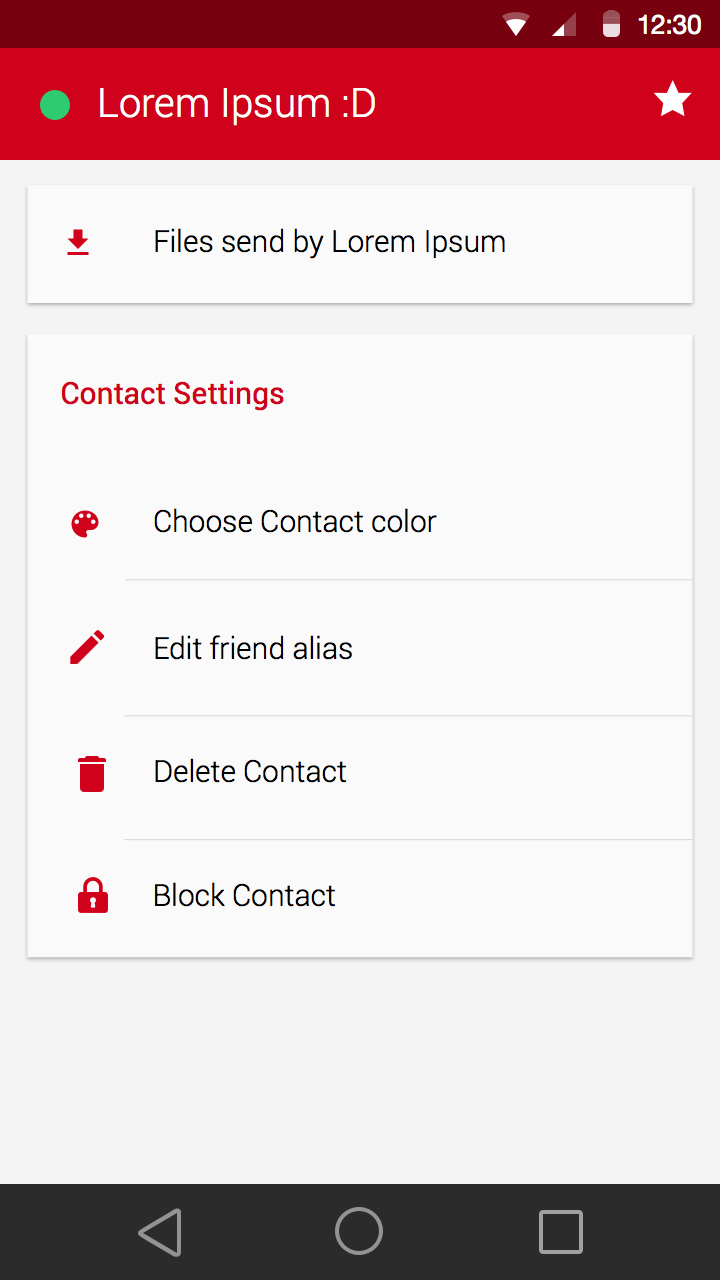 12:30
Lorem Ipsum :D
Files send by Lorem Ipsum
Contact Settings
Choose Contact color
Edit friend alias
Delete Contact
Block Contact